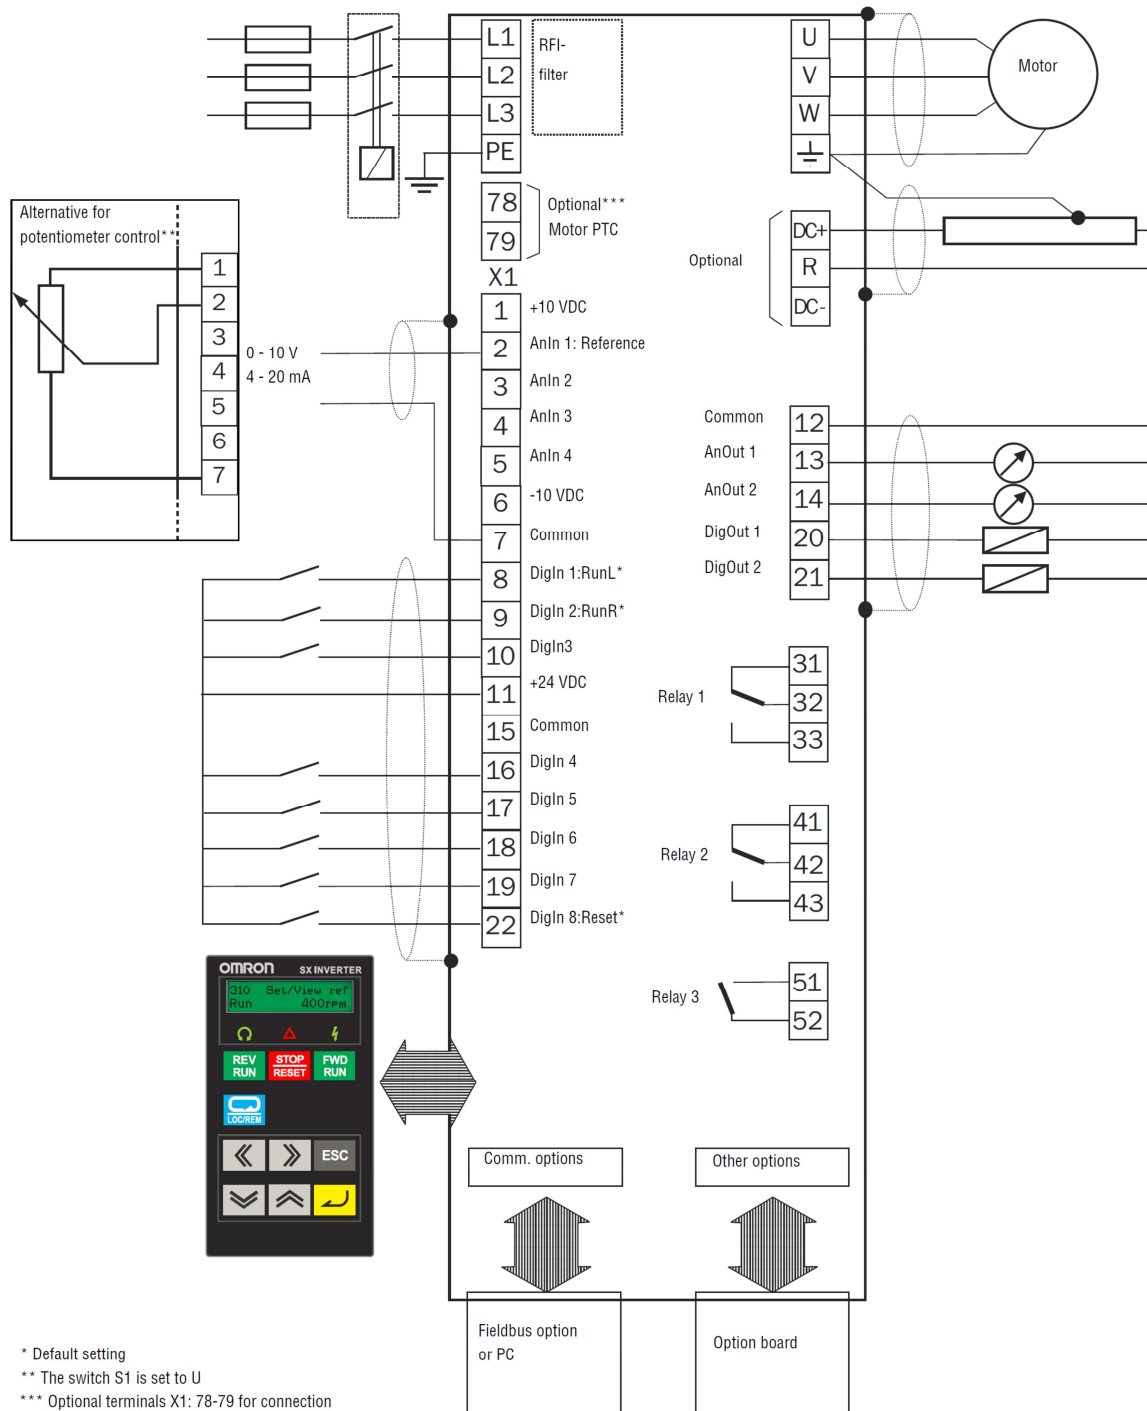 L1
L2
L3
PE
RFI-
filter
U
V
W
Motor
78
79
Optional***
Motor PTC
X1
Alternative for
potentiometer control**
1
2
3
4
5
6
7
0 - 10 V
4 - 20 mA
1 +10 VDC
2 AnIn 1: Reference
3 AnIn 2
4 AnIn 3
5 AnIn 4
6 -10 VDC
7 Common
8 DigIn 1:RunL*
9 DigIn 2:RunR*
10 DigIn3
11 +24 VDC
15 Common
16 DigIn 4
17 DigIn 5
18 DigIn 6
19 DigIn 7
22 DigIn 8:Reset*
Optional
DC+
R
DC-
Common 12
AnOut 1 13
AnOut 2 14
DigOut 1 20
DigOut 2 21
Relay 1
31
32
33
Relay 2
41
42
43
Relay 3
51
52
OMRON SX INVERTER
310 Set/View ref
Run 400rpm
REV RUN
STOP RESET
FWD RUN
LOC/REM
ESC
Comm. options
Other options
Fieldbus option
or PC
Option board
* Default setting
** The switch S1 is set to U
*** Optional terminals X1: 78-79 for connection